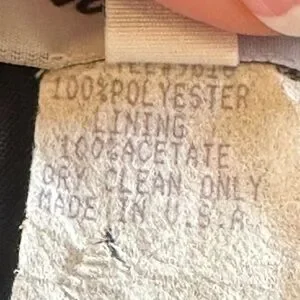 100%POLYESTER
LINING
100%ACETATE
DRY CLEAN ONLY
MADE IN U.S.A.